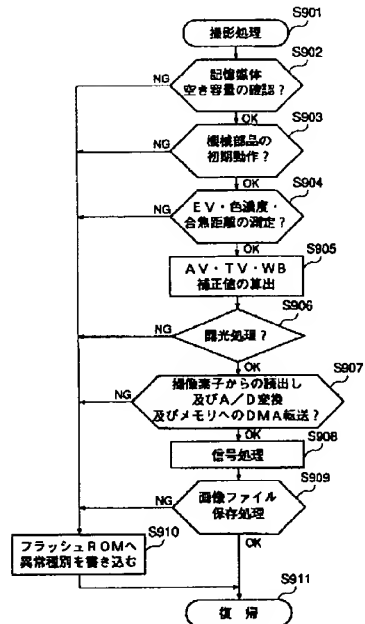 S901
撮影処理
S902
記憶媒体
空き容量の確認?
NG
OK
S903
機械部品の
初期動作?
NG
OK
S904
EV・色濃度・
合焦距離の測定?
NG
OK
S905
AV・TV・WB
補正値の算出
S906
露光処理?
NG
OK
S907
撮像素子からの読出し
及びA/D変換
及びメモリへのDMA転送?
NG
OK
S908
信号処理
S909
画像ファイル
保存処理
NG
OK
S910
フラッシュROMへ
異常種別を書き込む
S911
復帰